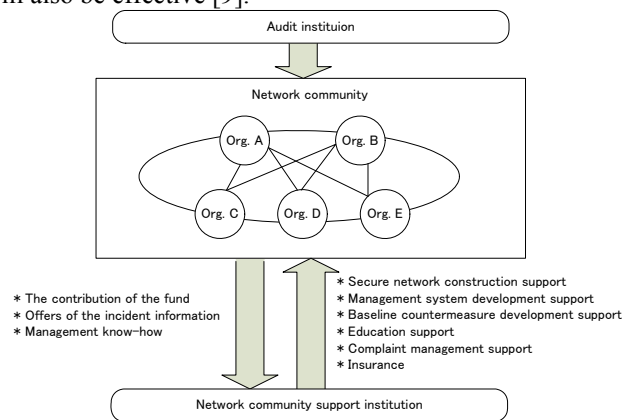 also be effective [9].
Audit instituion
Network community
Org. A
Org. B
Org. C
Org. D
Org. E
* The contribution of the fund
* Offers of the incident information
* Management know-how
* Secure network construction support
* Management system development support
* Baseline countermeasure development support
* Education support
* Complaint management support
* Insurance
Network community support institution